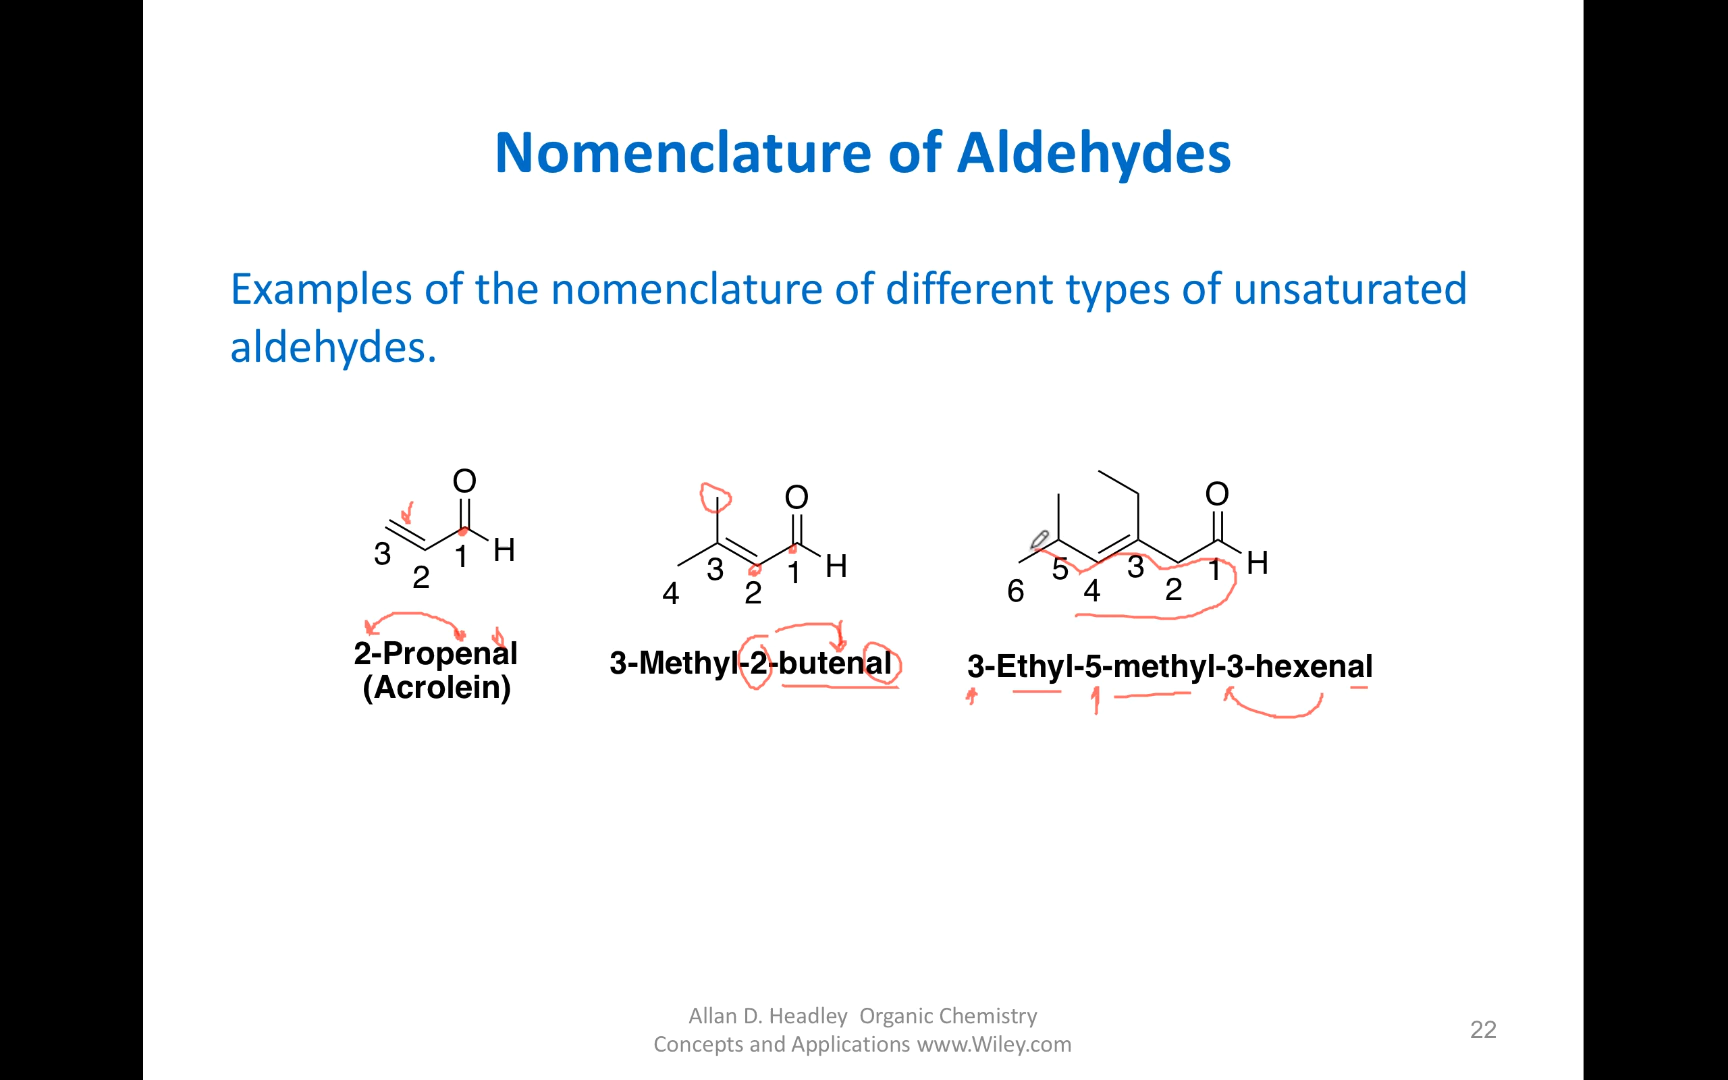 Nomenclature of Aldehydes
Examples of the nomenclature of different types of unsaturated
aldehydes.
O
H
3
1
2
2-Propenal
(Acrolein)
O
H
3
1
4
2
3-Methyl-2-butenal
O
H
5
3
1
6
4
2
3-Ethyl-5-methyl-3-hexenal
Allan D. Headley Organic Chemistry
Concepts and Applications www.Wiley.com
22